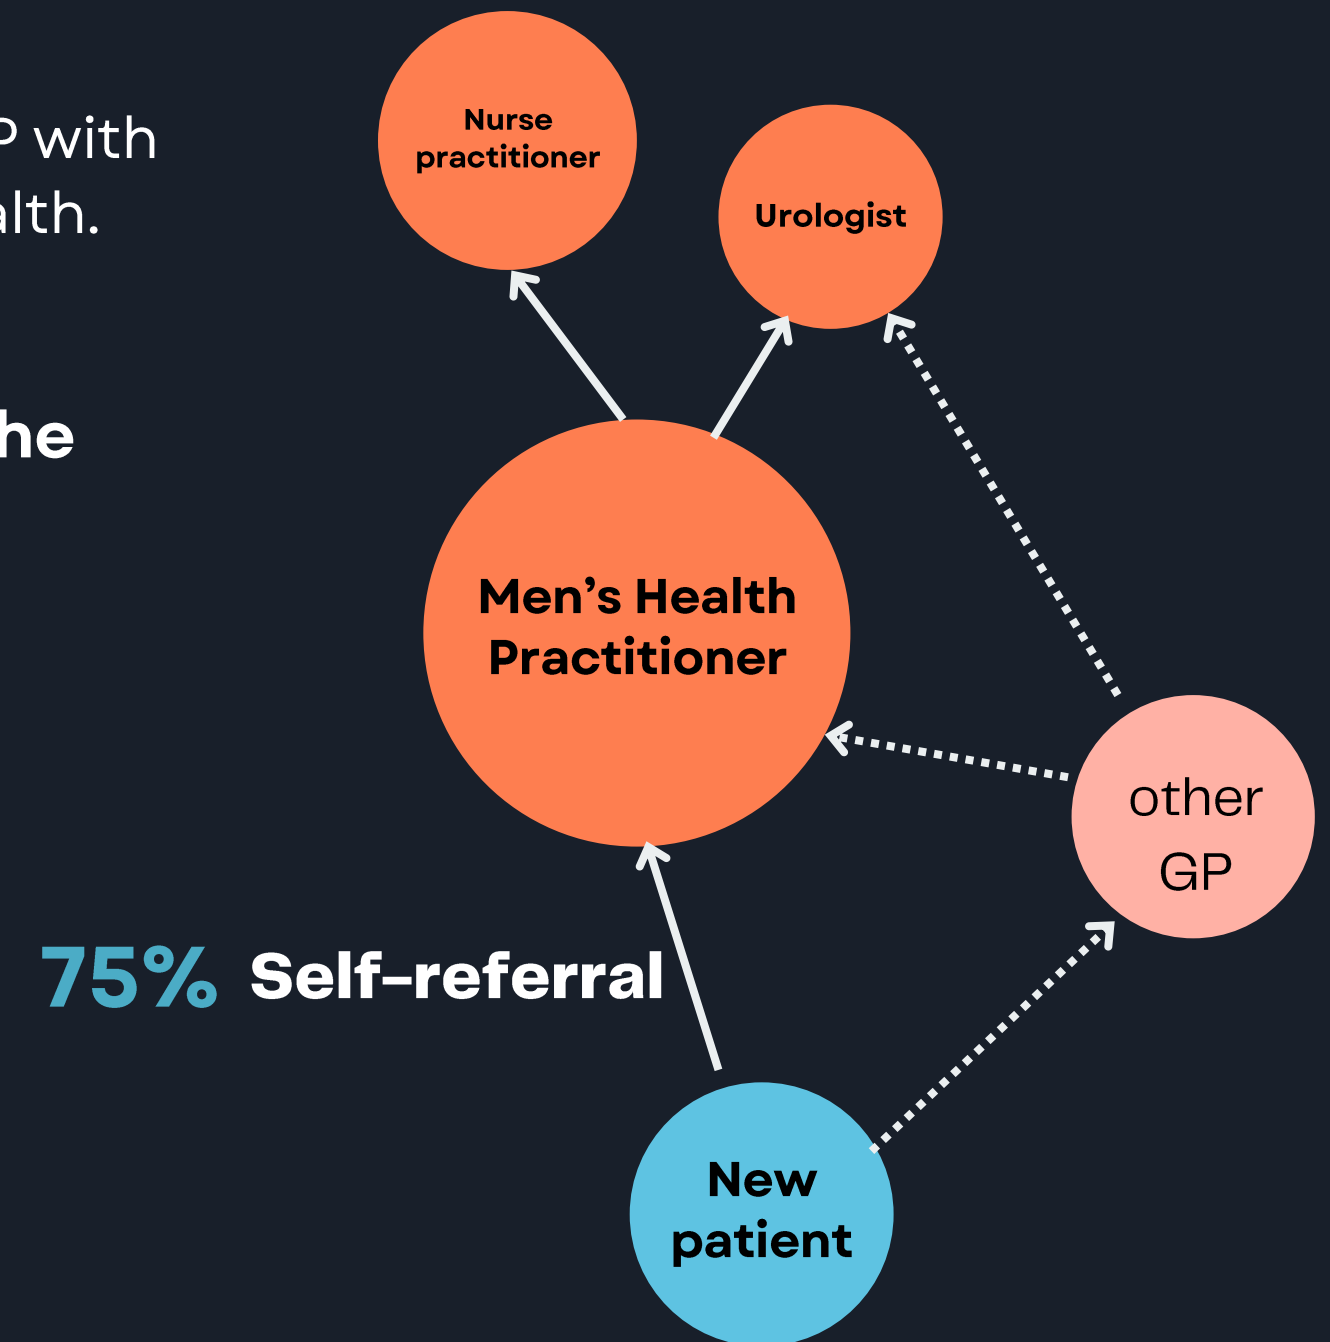 P with
alth.
he
Nurse
practitioner
Urologist
Men’s Health
Practitioner
other
GP
75% Self-referral
New
patient